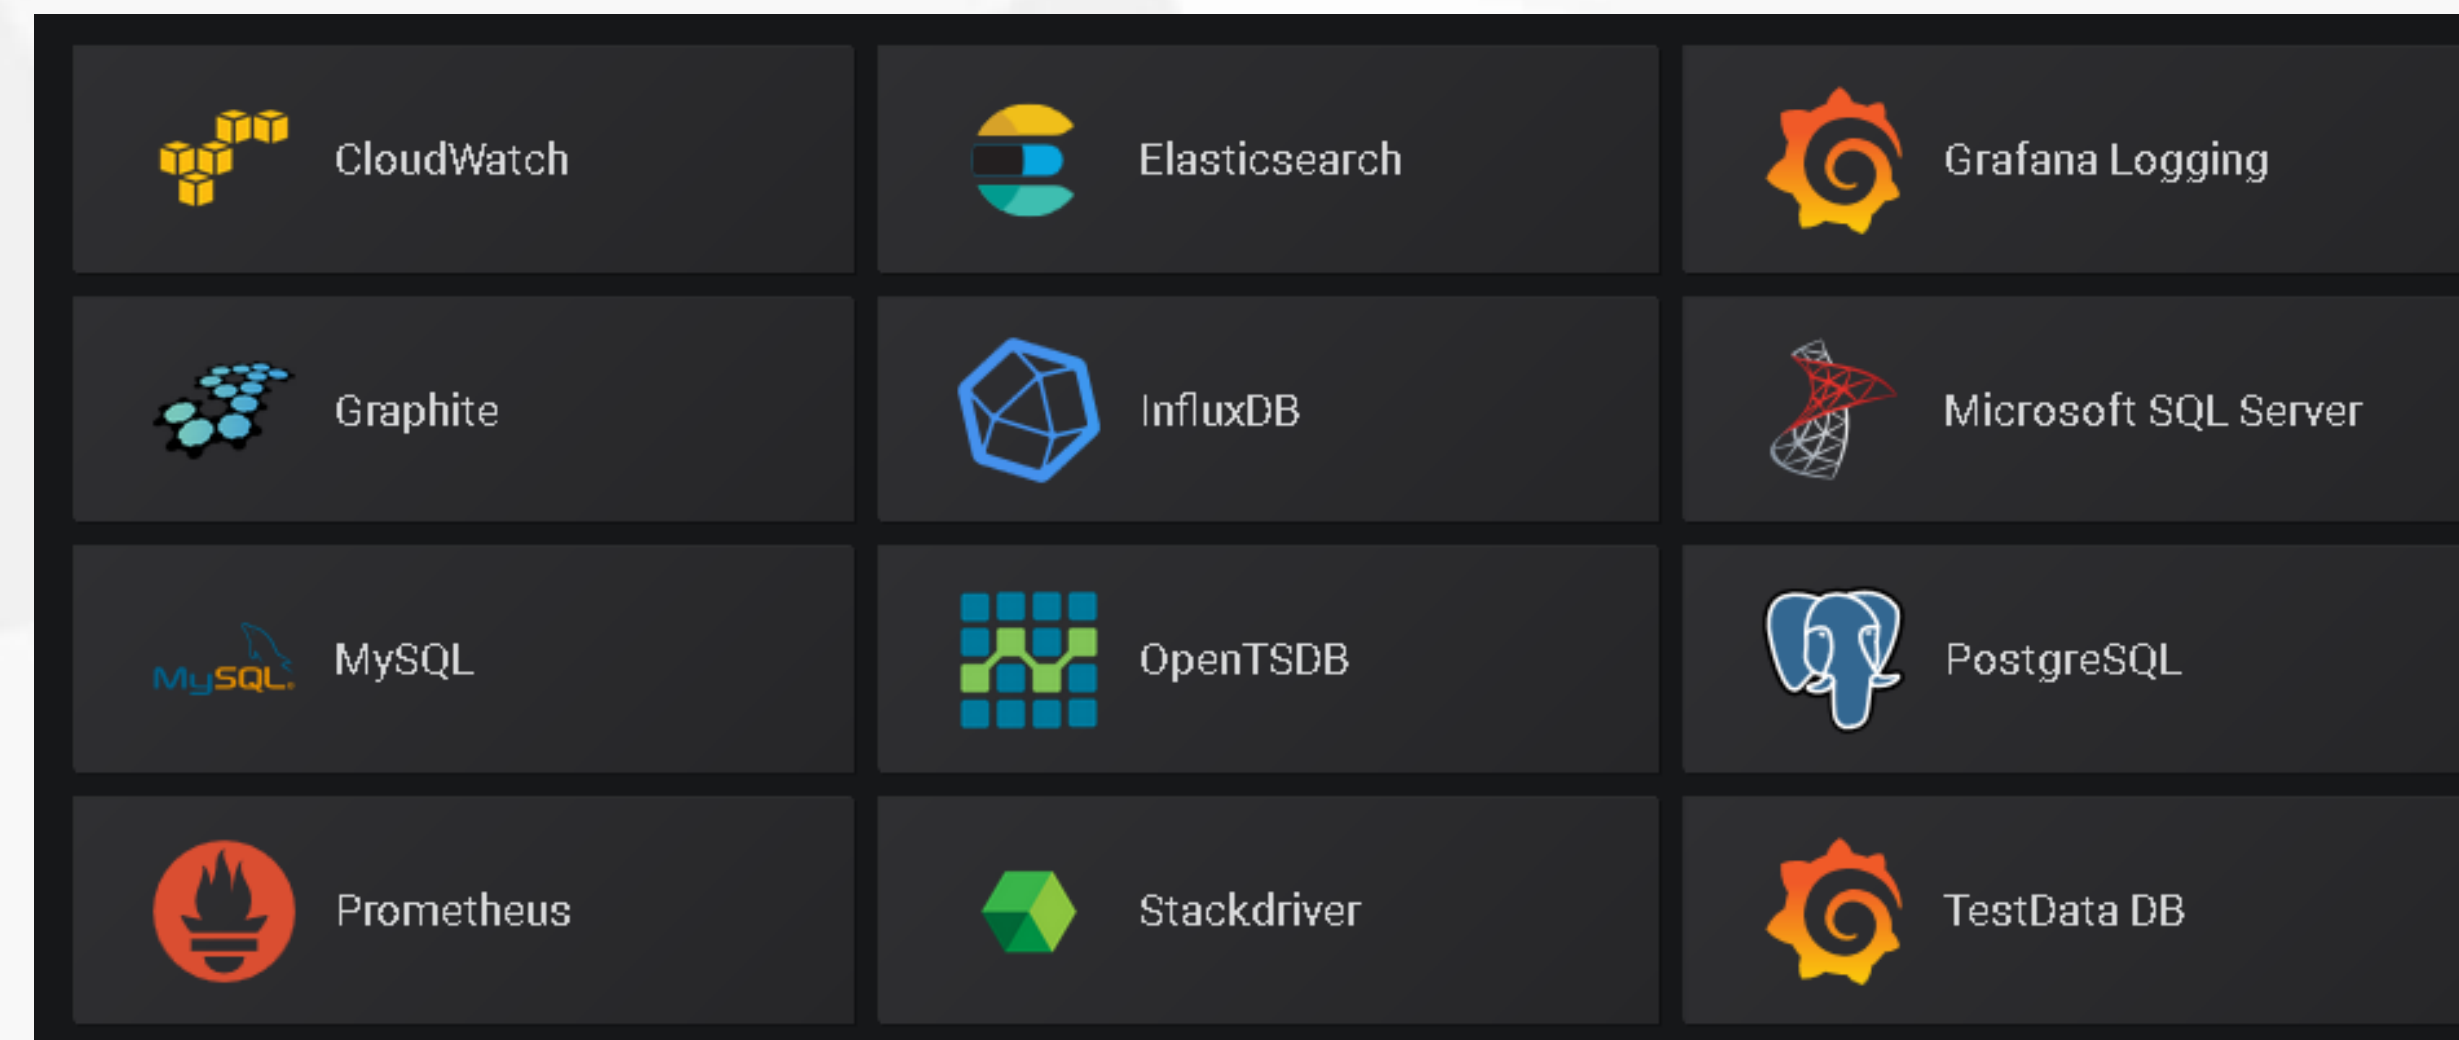 CloudWatch
Elasticsearch
Grafana Logging
Graphite
InfluxDB
Microsoft SQL Server
MySQL
MySQL
OpenTSDB
PostgreSQL
Prometheus
Stackdriver
TestData DB